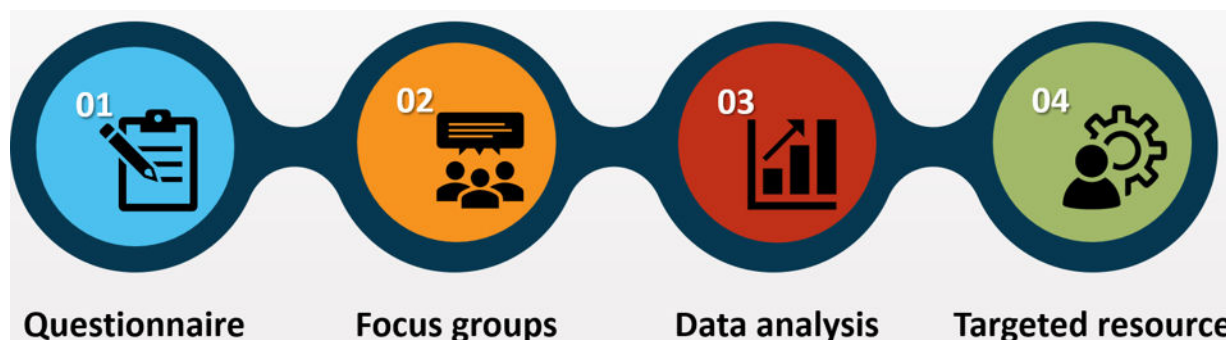 01
02
03
04
Questionnaire
Focus groups
Data analysis
Targeted resource